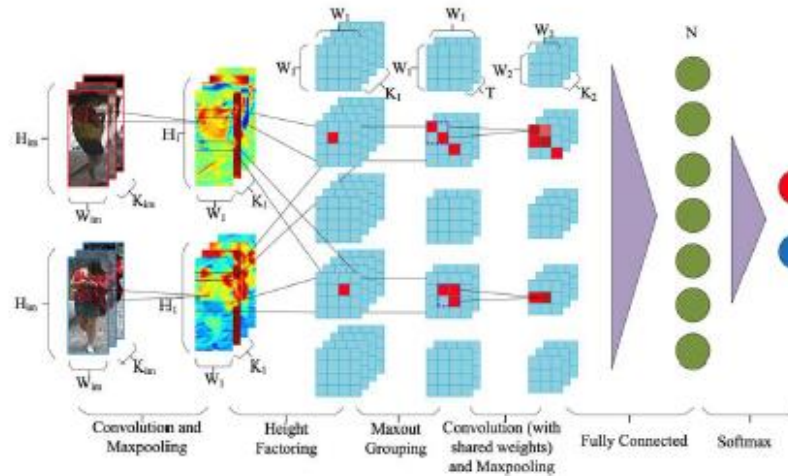 W1
W1
W2
N
W1
W1
W2
K1
T
K2
Him
H1
Wim
Kim
W1
K1
Him
H1
Wim
Kim
W1
K1
Convolution and
Maxpooling
Height
Factoring
Maxout
Grouping
Convolution (with
shared weights)
and Maxpooling
Fully Connected
Softmax